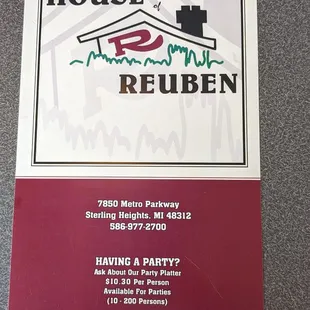 HOUSE
of
R
REUBEN
7850 Metro Parkway
Sterling Heights, MI 48312
586-977-2700
HAVING A PARTY?
Ask About Our Party Platter
$10.30 Per Person
Available For Parties
(10 - 200 Persons)